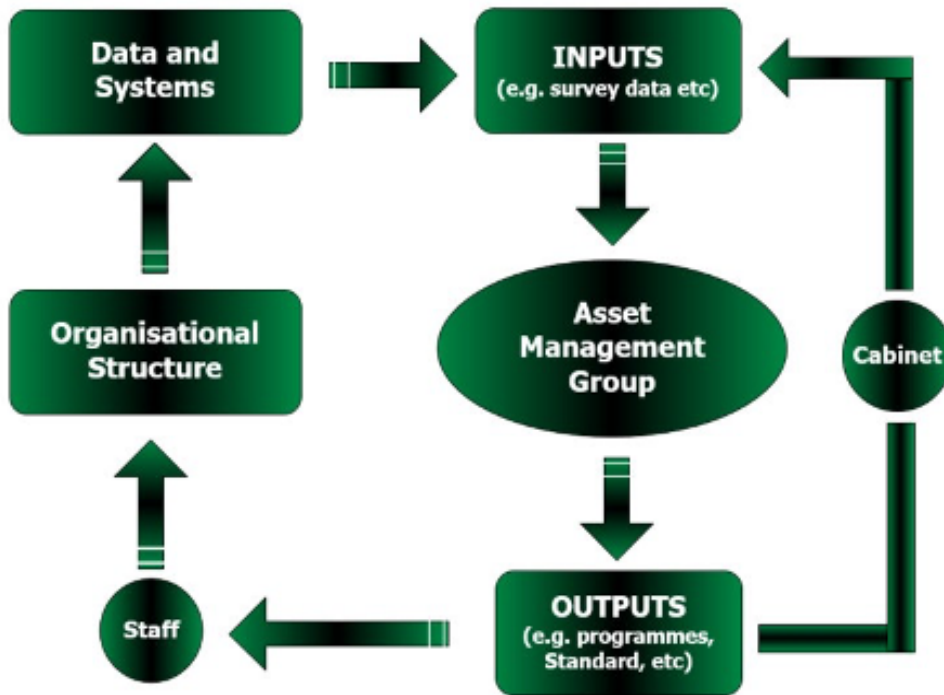 Data and
Systems
INPUTS
(e.g. survey data etc)
Organisational
Structure
Asset
Management
Group
Cabinet
Staff
OUTPUTS
(e.g. programmes,
Standard, etc)